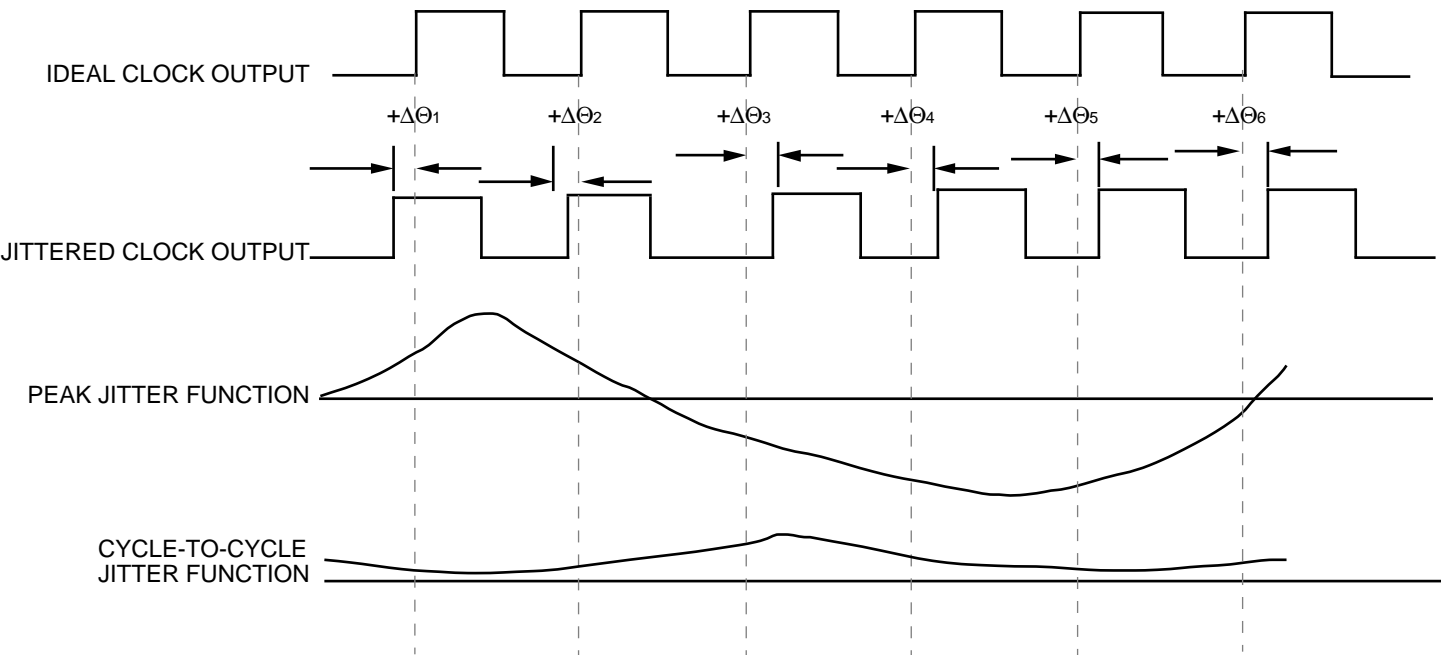 IDEAL CLOCK OUTPUT
+ΔΘ1 +ΔΘ2 +ΔΘ3 +ΔΘ4 +ΔΘ5 +ΔΘ6
JITTERED CLOCK OUTPUT
PEAK JITTER FUNCTION
CYCLE-TO-CYCLE
JITTER FUNCTION